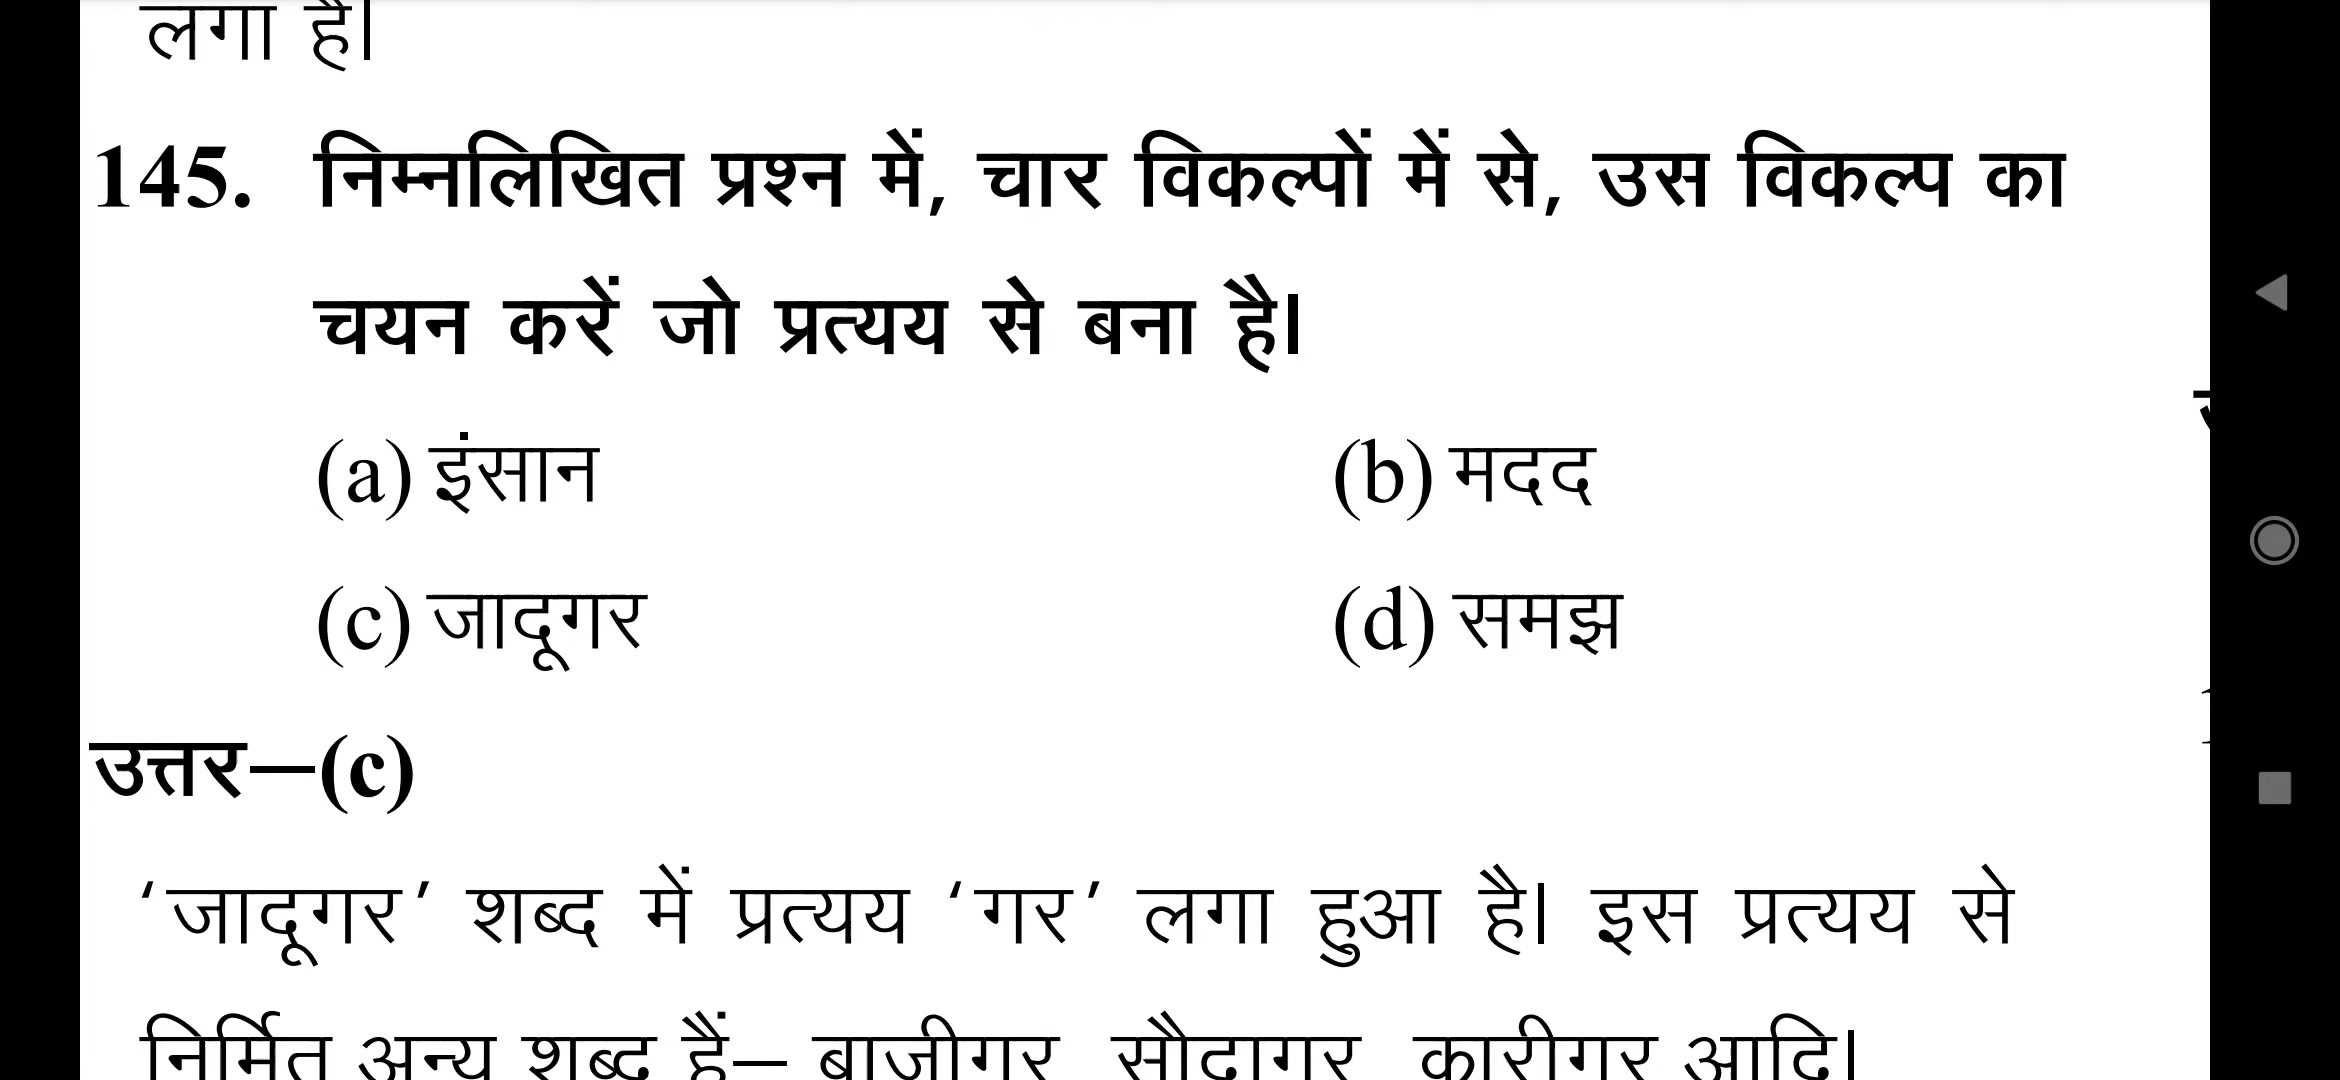 लगा है।
145. निम्नलिखित प्रश्न में, चार विकल्पों में से, उस विकल्प का
चयन करें जो प्रत्यय से बना है।
(a) इंसान (b) मदद
(c) जादूगर (d) समझ
उत्तर—(c)
‘जादूगर’ शब्द में प्रत्यय ‘गर’ लगा हुआ है। इस प्रत्यय से
निर्मित अन्य शब्द हैं– बाजीगर सौदागर कारीगर आदि।